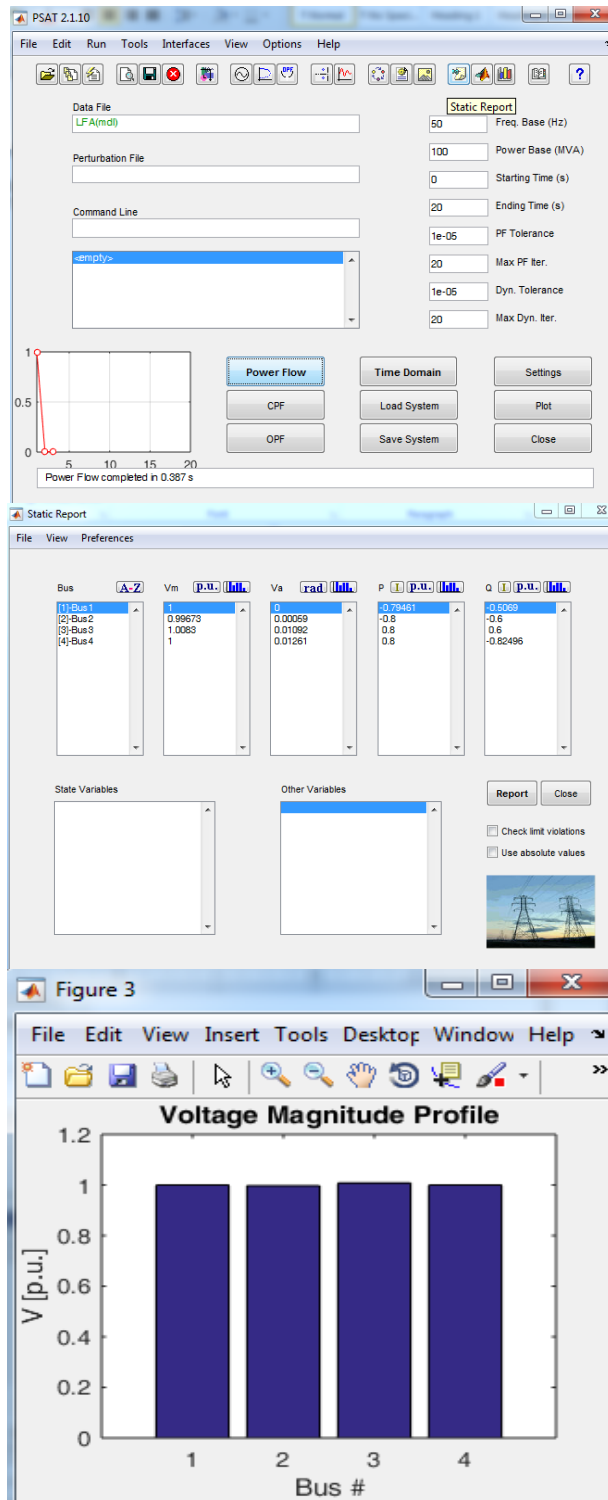 PSAT 2.1.10
File Edit Run Tools Interfaces View Options Help
Static Report
Data File
LFA(mdl)
50 Freq. Base (Hz)
100 Power Base (MVA)
Perturbation File
0 Starting Time (s)
20 Ending Time (s)
Command Line
1e-05 PF Tolerance
<empty>
20 Max PF Iter.
1e-05 Dyn. Tolerance
20 Max Dyn. Iter.
1
0.5
0
5 10 15 20
Power Flow Time Domain Settings
CPF Load System Plot
OPF Save System Close
Power Flow completed in 0.387 s
Static Report
File View Preferences
Bus A-Z Vm p.u. Va rad P I p.u. Q I p.u.
[1]-Bus1 1 0 -0.79461 -0.5069
[2]-Bus2 0.99673 0.00059 -0.8 -0.6
[3]-Bus3 1.0083 0.01092 0.8 0.6
[4]-Bus4 1 0.01261 0.8 -0.82496
State Variables Other Variables
Report Close
Check limit violations
Use absolute values
Figure 3
File Edit View Insert Tools Desktop Window Help
Voltage Magnitude Profile
1.2
1
0.8
0.6
0.4
0.2
0
V [p.u.]
1 2 3 4
Bus #